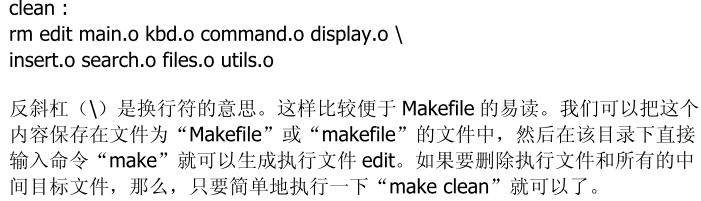 clean :
rm edit main.o kbd.o command.o display.o \
insert.o search.o files.o utils.o
反斜杠（\）是换行符的意思。这样比较便于 Makefile 的易读。我们可以把这个
内容保存在文件为“Makefile”或“makefile”的文件中，然后在该目录下直接
输入命令“make”就可以生成执行文件 edit。如果要删除执行文件和所有的中
间目标文件，那么，只要简单地执行一下“make clean”就可以了。